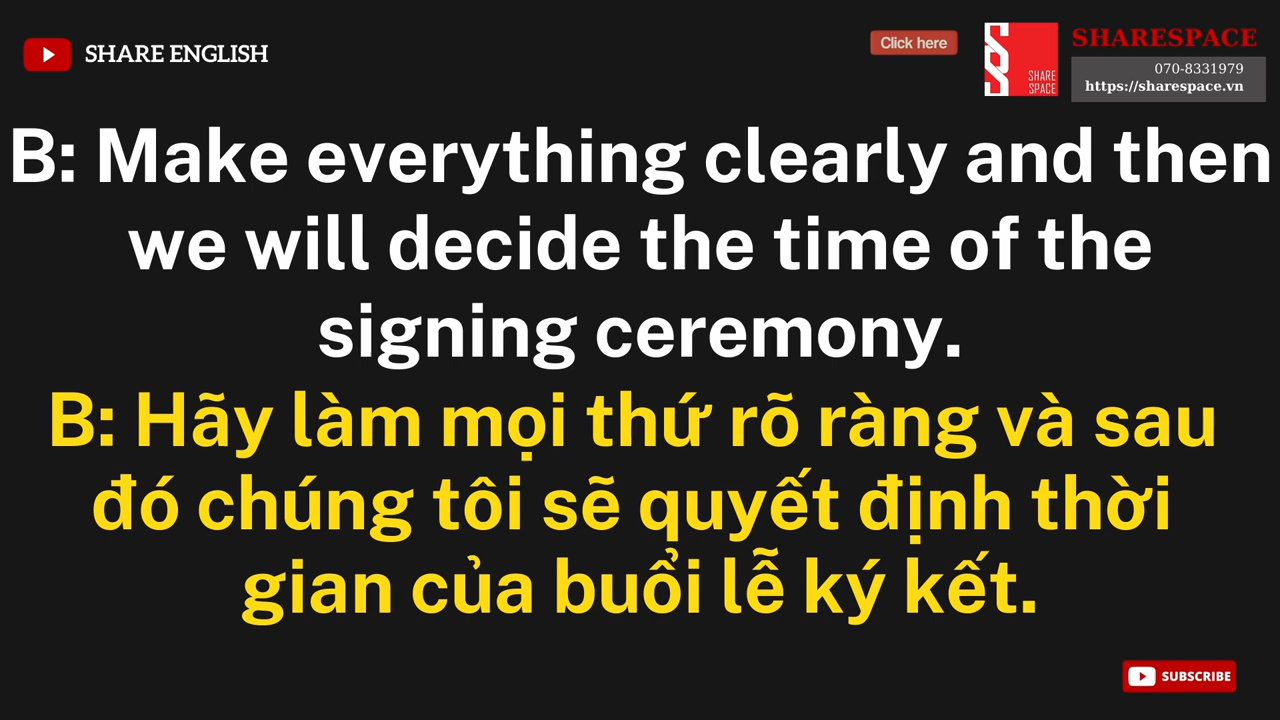 SHARE ENGLISH
Click here
SHARE
SPACE
SHARESPACE
070-8331979
https://sharespace.vn
B: Make everything clearly and then
we will decide the time of the
signing ceremony.
B: Hãy làm mọi thứ rõ ràng và sau
đó chúng tôi sẽ quyết định thời
gian của buổi lễ ký kết.
SUBSCRIBE